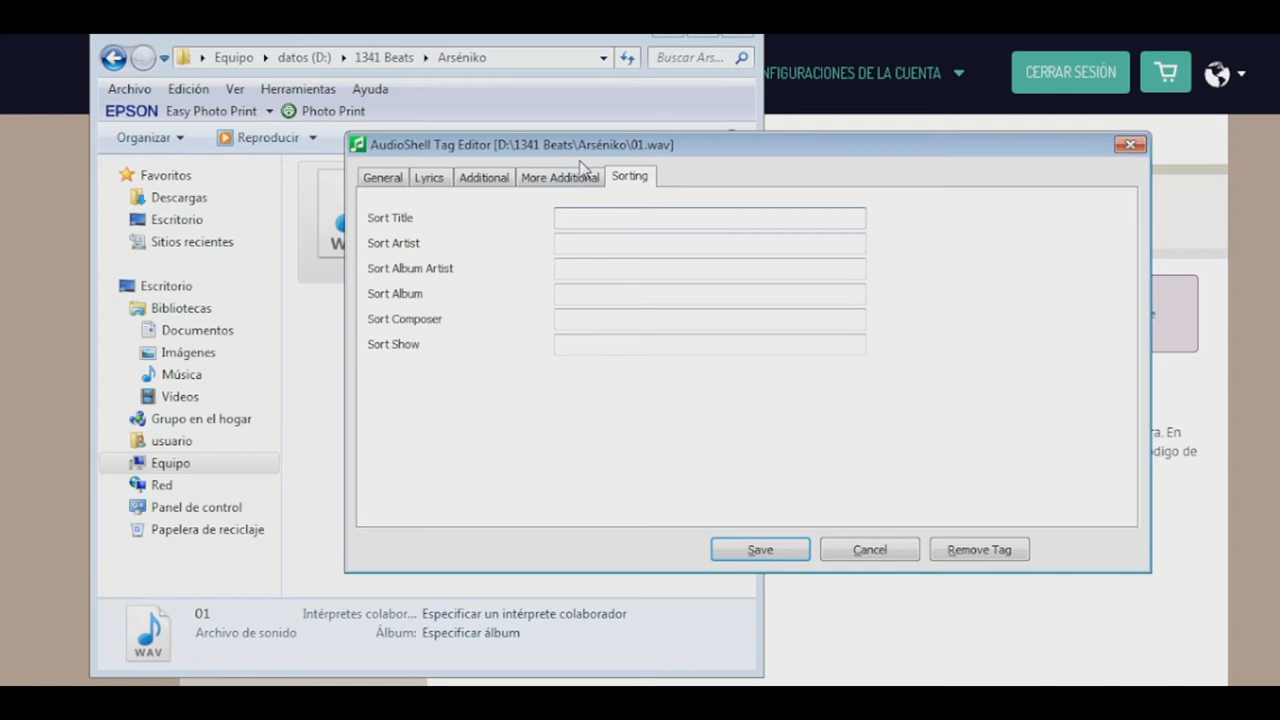 Equipo
datos (D:)
1341 Beats
Arséniko
Buscar Ars...
NFIGURACIONES DE LA CUENTA
CERRAR SESIÓN
Archivo
Edición
Ver
Herramientas
Ayuda
EPSON
Easy Photo Print
Photo Print
Organizar
Reproducir
AudioShell Tag Editor [D:\1341 Beats\Arséniko\01.wav]
General
Lyrics
Additional
More Additional
Sorting
Sort Title
Sort Artist
Sort Album Artist
Sort Album
Sort Composer
Sort Show
Save
Cancel
Remove Tag
Favoritos
Descargas
Escritorio
Sitios recientes
Escritorio
Bibliotecas
Documentos
Imágenes
Música
Vídeos
Grupo en el hogar
usuario
Equipo
Red
Panel de control
Papelera de reciclaje
e
ra. En
ódigo de
01
Archivo de sonido
Intérpretes colabor...
Especificar un intérprete colaborador
Álbum:
Especificar álbum
WAV